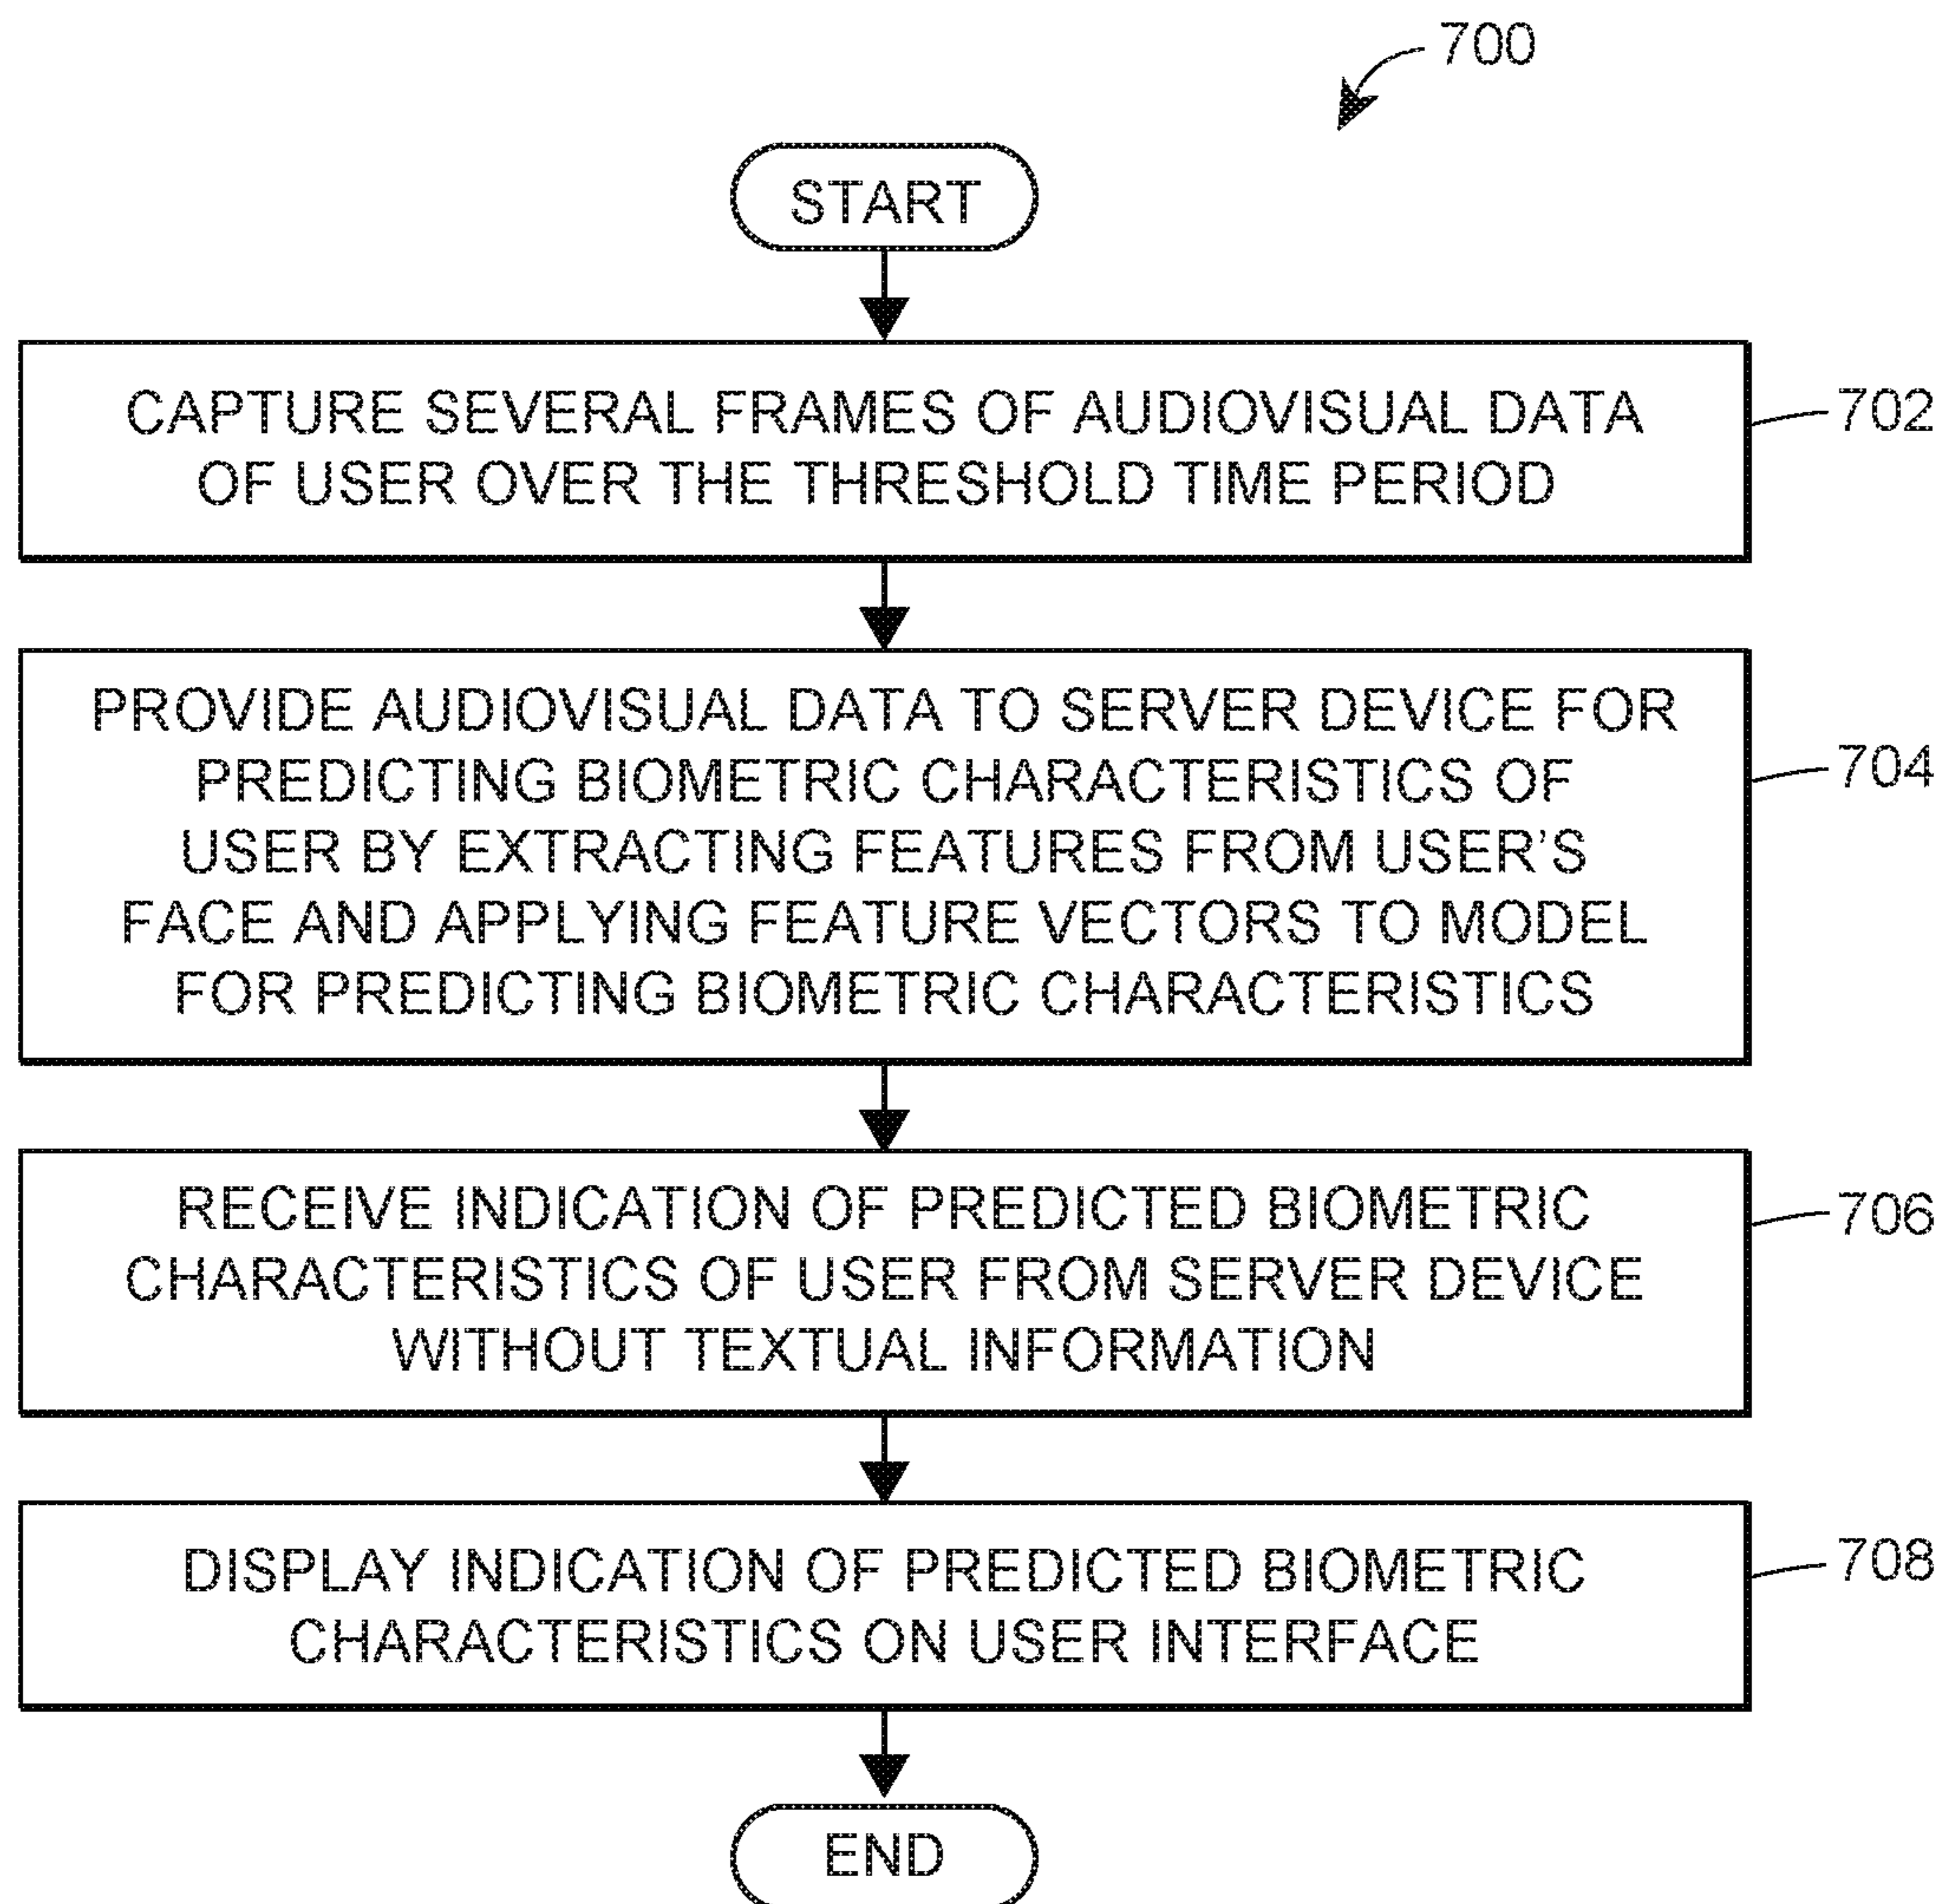 700
START
CAPTURE SEVERAL FRAMES OF AUDIOVISUAL DATA
OF USER OVER THE THRESHOLD TIME PERIOD
702
PROVIDE AUDIOVISUAL DATA TO SERVER DEVICE FOR
PREDICTING BIOMETRIC CHARACTERISTICS OF
USER BY EXTRACTING FEATURES FROM USER'S
FACE AND APPLYING FEATURE VECTORS TO MODEL
FOR PREDICTING BIOMETRIC CHARACTERISTICS
704
RECEIVE INDICATION OF PREDICTED BIOMETRIC
CHARACTERISTICS OF USER FROM SERVER DEVICE
WITHOUT TEXTUAL INFORMATION
706
DISPLAY INDICATION OF PREDICTED BIOMETRIC
CHARACTERISTICS ON USER INTERFACE
708
END